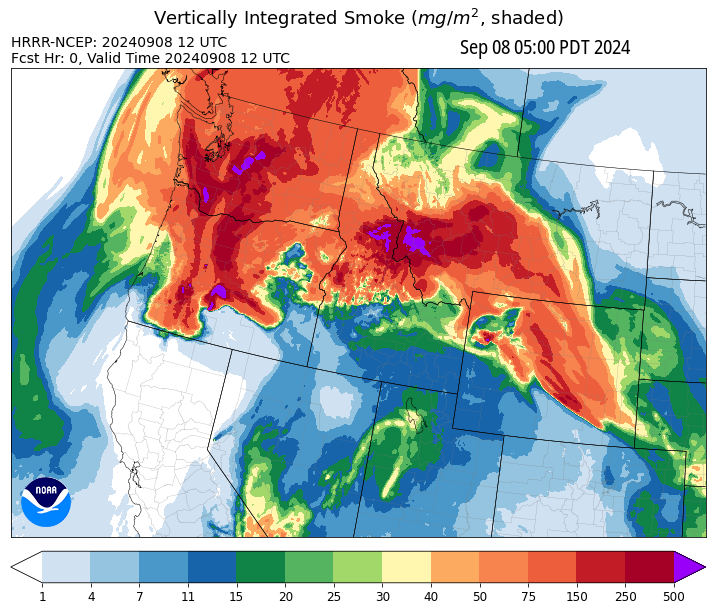 Vertically Integrated Smoke (mg/m², shaded)
HRRR-NCEP: 20240908 12 UTC
Fcst Hr: 0, Valid Time 20240908 12 UTC
Sep 08 05:00 PDT 2024
NOAA
1 4 7 11 15 20 25 30 40 50 75 150 250 500